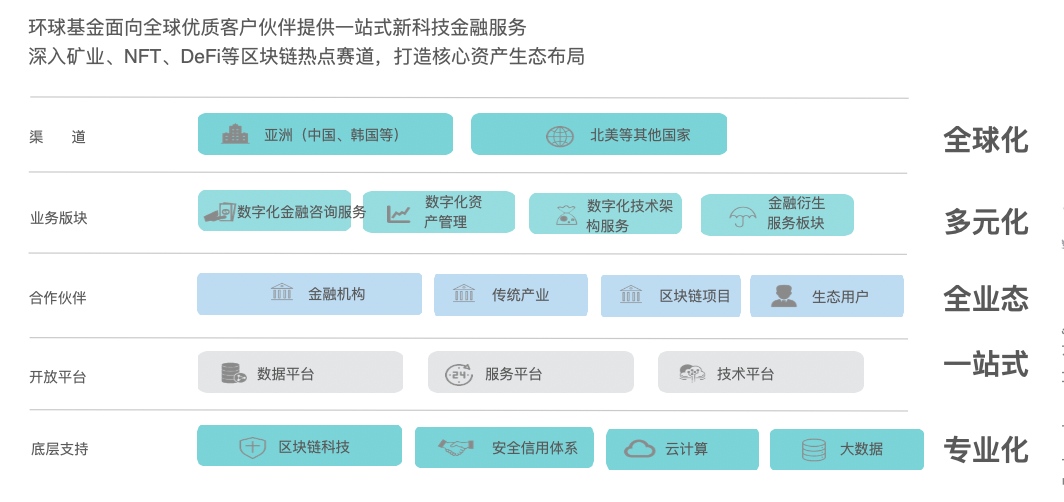 环球基金面向全球优质客户伙伴提供一站式新科技金融服务
深入矿业、NFT、DeFi等区块链热点赛道，打造核心资产生态布局
渠 道
亚洲（中国、韩国等）
北美等其他国家
全球化
业务版块
数字化金融咨询服务
数字化资
产管理
数字化技术架
构服务
金融衍生
服务板块
多元化
合作伙伴
金融机构
传统产业
区块链项目
生态用户
全业态
开放平台
数据平台
24
服务平台
技术平台
一站式
底层支持
区块链科技
安全信用体系
云计算
大数据
专业化